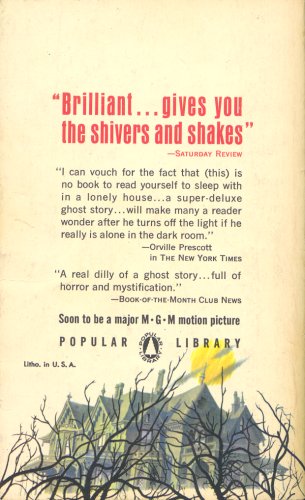 "Brilliant...gives you
the shivers and shakes"
—SATURDAY REVIEW
"I can vouch for the fact that (this) is
no book to read yourself to sleep with
in a lonely house...a super-deluxe
ghost story...will make many a reader
wonder after he turns off the light if he
really is alone in the dark room."
—Orville Prescott
in THE NEW YORK TIMES
"A real dilly of a ghost story...full of
horror and mystification."
—BOOK-OF-THE-MONTH CLUB NEWS
Soon to be a major M•G•M motion picture
POPULAR LIBRARY
POPULAR
LIBRARY
Litho. in U. S. A.